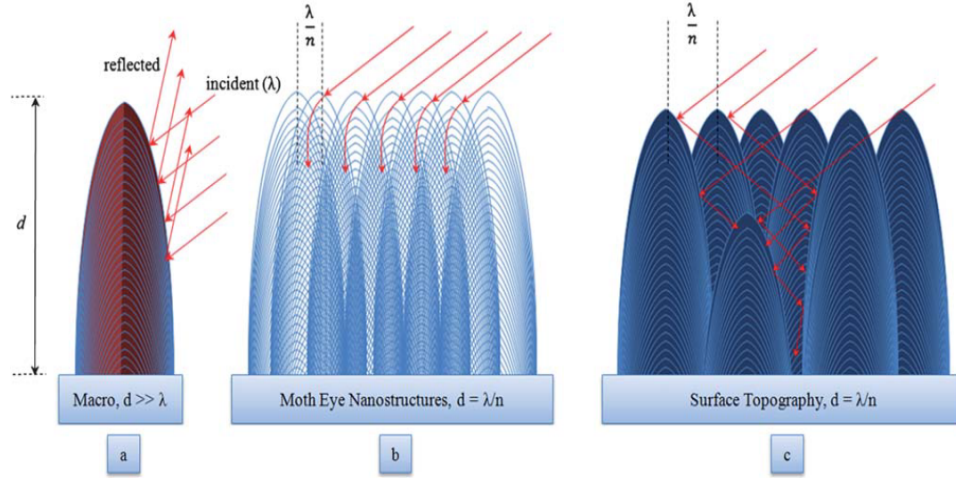 reflected
incident (λ)
d
Macro, d >> λ
a
λ
n
Moth Eye Nanostructures, d = λ/n
b
λ
n
Surface Topography, d = λ/n
c